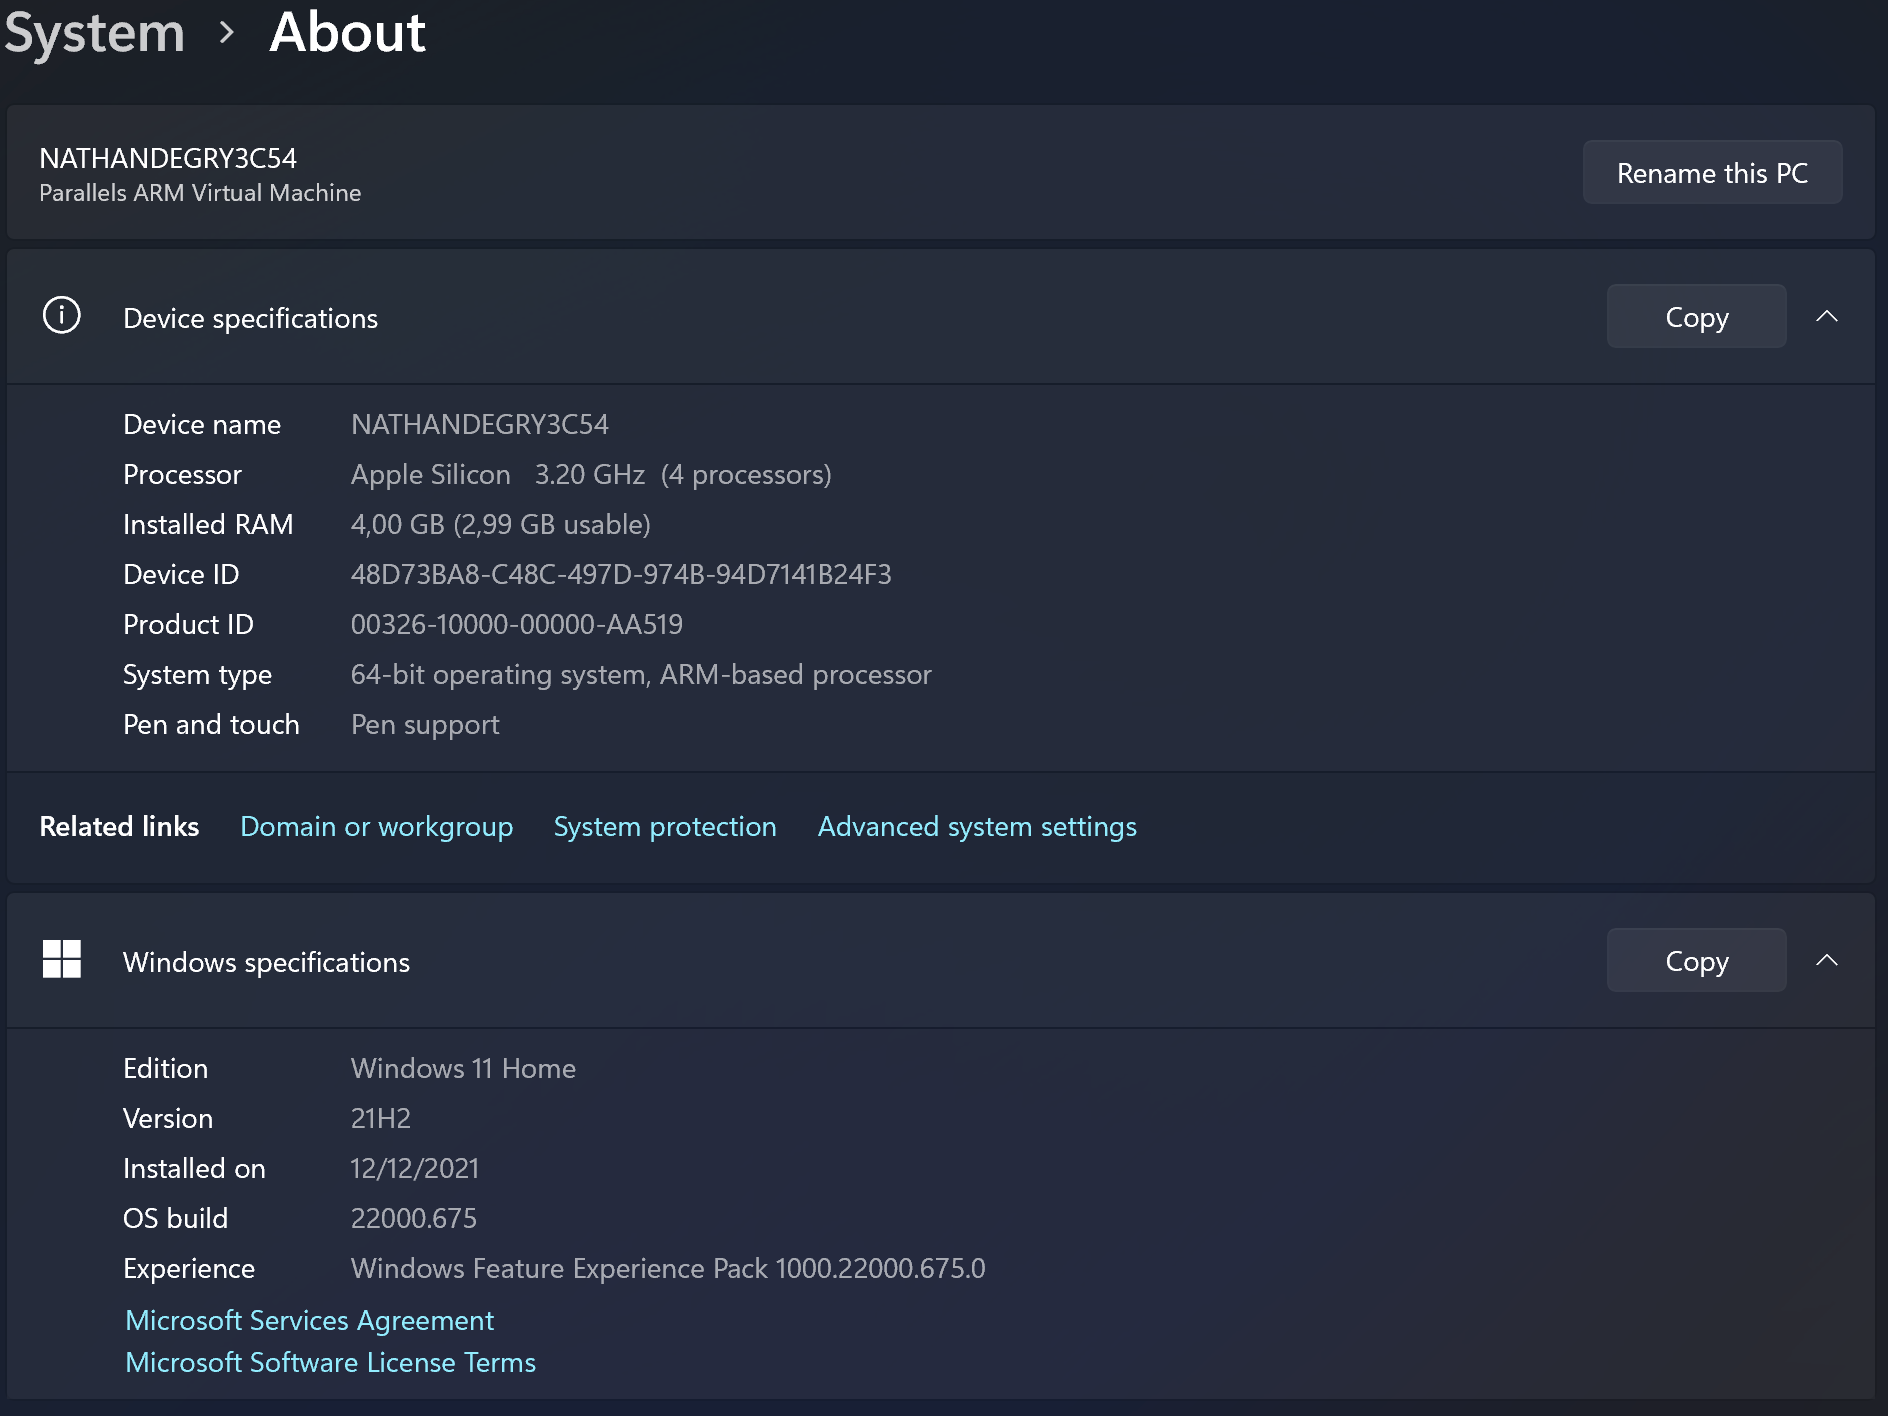 System > About
NATHANDEGRY3C54
Parallels ARM Virtual Machine
Rename this PC
Device specifications
Copy
Device name NATHANDEGRY3C54
Processor Apple Silicon 3.20 GHz (4 processors)
Installed RAM 4,00 GB (2,99 GB usable)
Device ID 48D73BA8-C48C-497D-974B-94D7141B24F3
Product ID 00326-10000-00000-AA519
System type 64-bit operating system, ARM-based processor
Pen and touch Pen support
Related links Domain or workgroup System protection Advanced system settings
Windows specifications
Copy
Edition Windows 11 Home
Version 21H2
Installed on 12/12/2021
OS build 22000.675
Experience Windows Feature Experience Pack 1000.22000.675.0
Microsoft Services Agreement
Microsoft Software License Terms